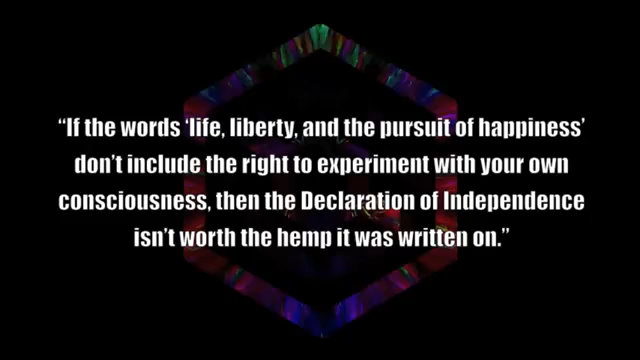 “If the words ‘life, liberty, and the pursuit of happiness’
don’t include the right to experiment with your own
consciousness, then the Declaration of Independence
isn’t worth the hemp it was written on.”